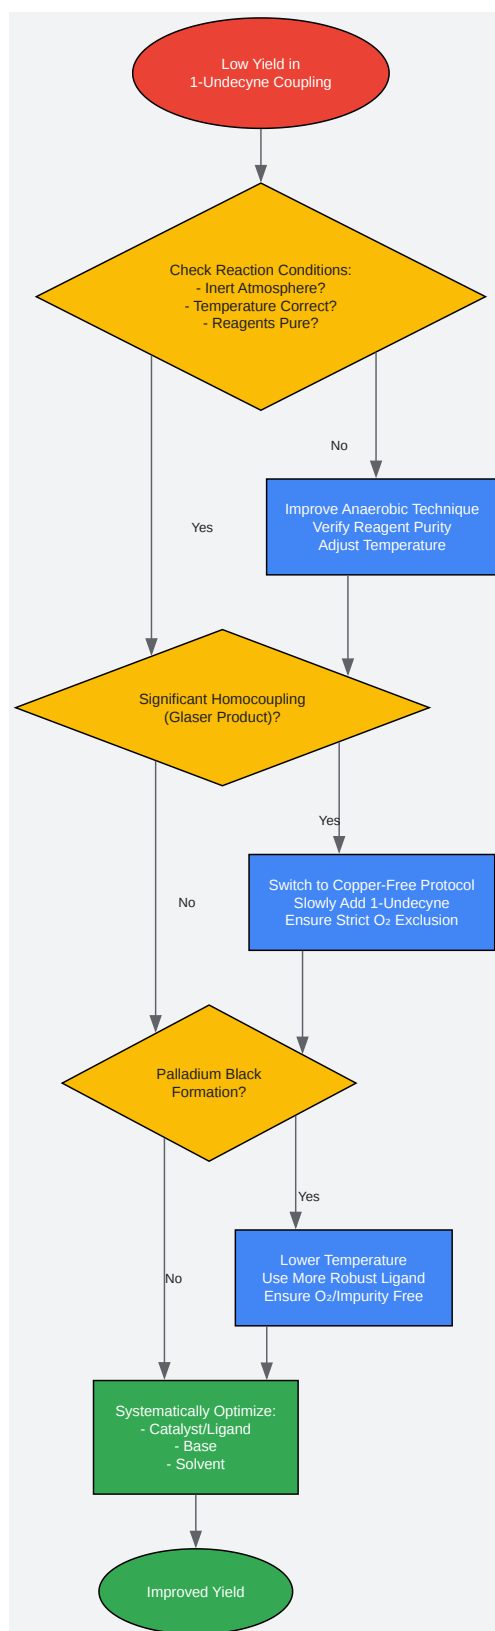 Low Yield in
1-Undecyne Coupling
Check Reaction Conditions:
- Inert Atmosphere?
- Temperature Correct?
- Reagents Pure?
No
Improve Anaerobic Technique
Verify Reagent Purity
Adjust Temperature
Yes
Significant Homocoupling
(Glaser Product)?
Yes
Switch to Copper-Free Protocol
Slowly Add 1-Undecyne
Ensure Strict O₂ Exclusion
No
Palladium Black
Formation?
Yes
Lower Temperature
Use More Robust Ligand
Ensure O₂/Impurity Free
No
Systematically Optimize:
- Catalyst/Ligand
- Base
- Solvent
Improved Yield